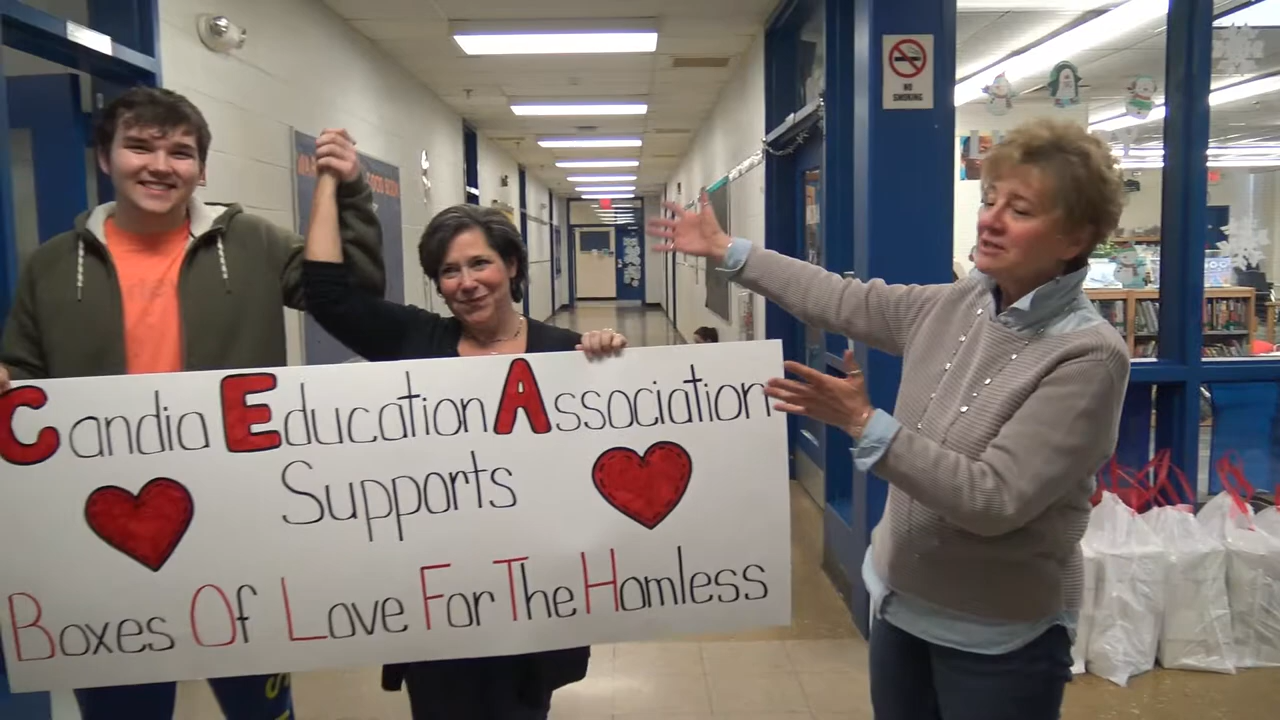 NO
SMOKING
Candia Education Association
Supports
Boxes Of Love For The Homless